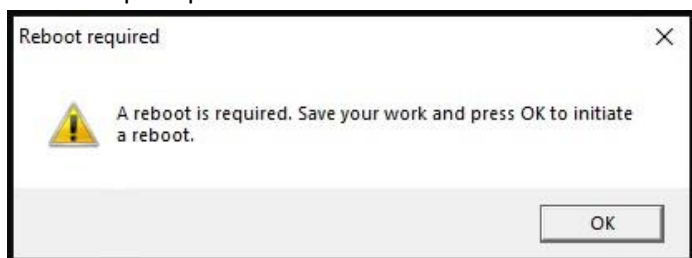 Reboot required
A reboot is required. Save your work and press OK to initiate
a reboot.
OK